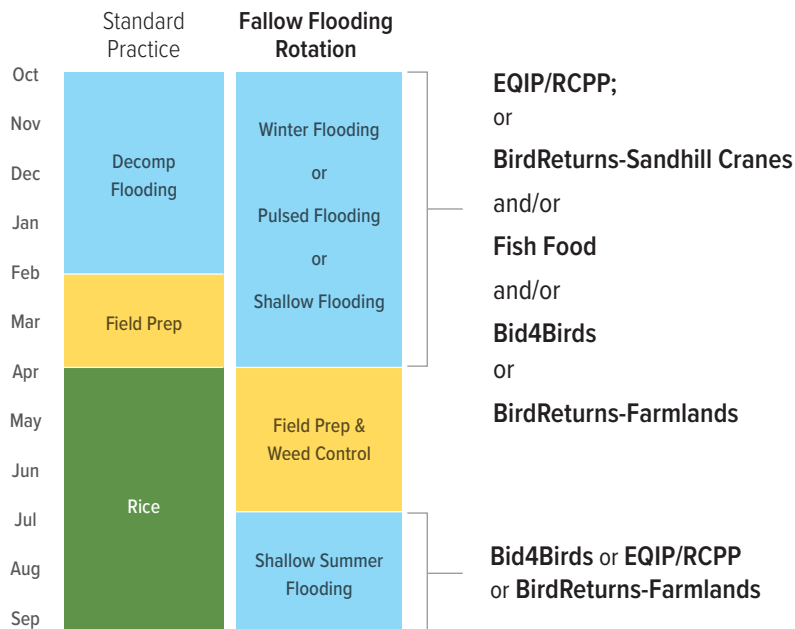 Standard
Practice
Fallow Flooding
Rotation
Oct
Nov
Dec
Jan
Feb
Mar
Apr
May
Jun
Jul
Aug
Sep
Decomp
Flooding
Field Prep
Rice
Winter Flooding
or
Pulsed Flooding
or
Shallow Flooding
Field Prep &
Weed Control
Shallow Summer
Flooding
EQIP/RCPP;
or
BirdReturns-Sandhill Cranes
and/or
Fish Food
and/or
Bid4Birds
or
BirdReturns-Farmlands
Bid4Birds or EQIP/RCPP
or BirdReturns-Farmlands